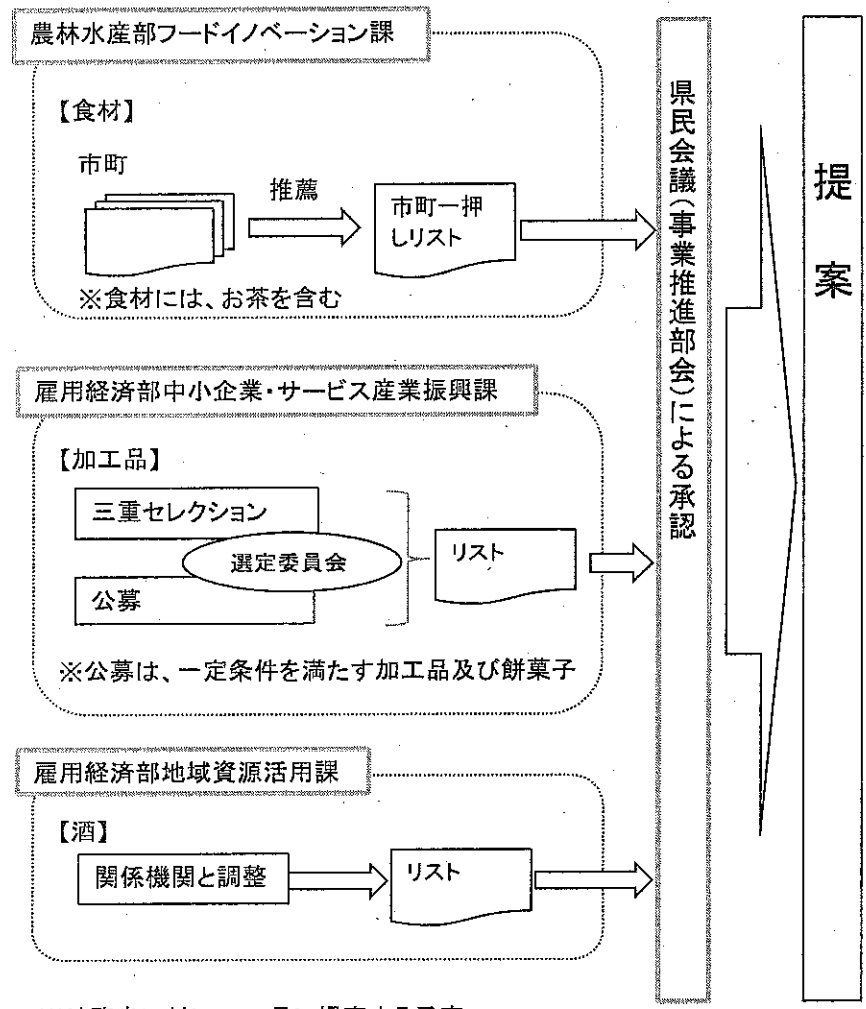 農林水産部フードイノベーション課
【食材】
市町
推薦
市町一押
しリスト
※食材には、お茶を含む
雇用経済部中小企業・サービス産業振興課
【加工品】
三重セレクション
選定委員会
公募
リスト
※公募は、一定条件を満たす加工品及び餅菓子
雇用経済部地域資源活用課
【酒】
関係機関と調整
リスト
県民会議(事業推進部会)による承認
提案